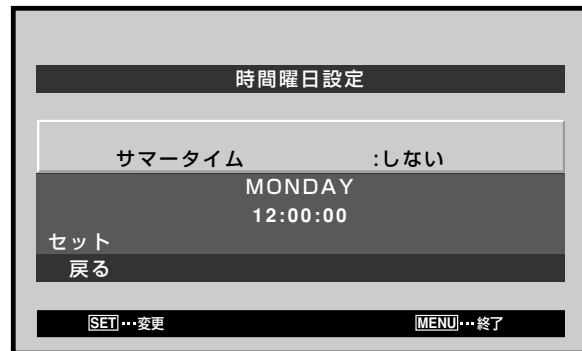 時間曜日設定
サマータイム :しない
MONDAY
12:00:00
セット
戻る
SET…変更 MENU…終了